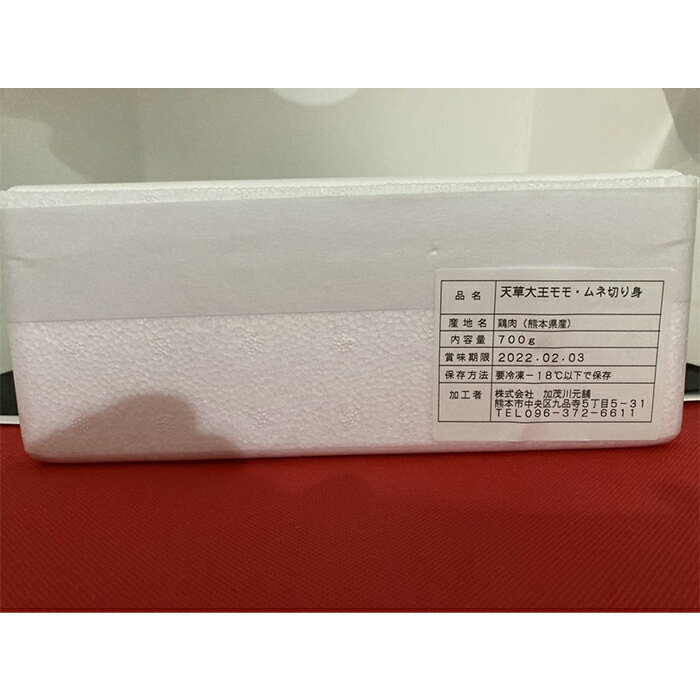 品名 天草大王モモ・ムネ切り身
産地名 鶏肉（熊本県産）
内容量 700g
賞味期限 2022.02.03
保存方法 要冷凍－18℃以下で保存
加工者 株式会社 加茂川元舗
熊本市中央区九品寺5丁目5－31
TEL096－372－6611